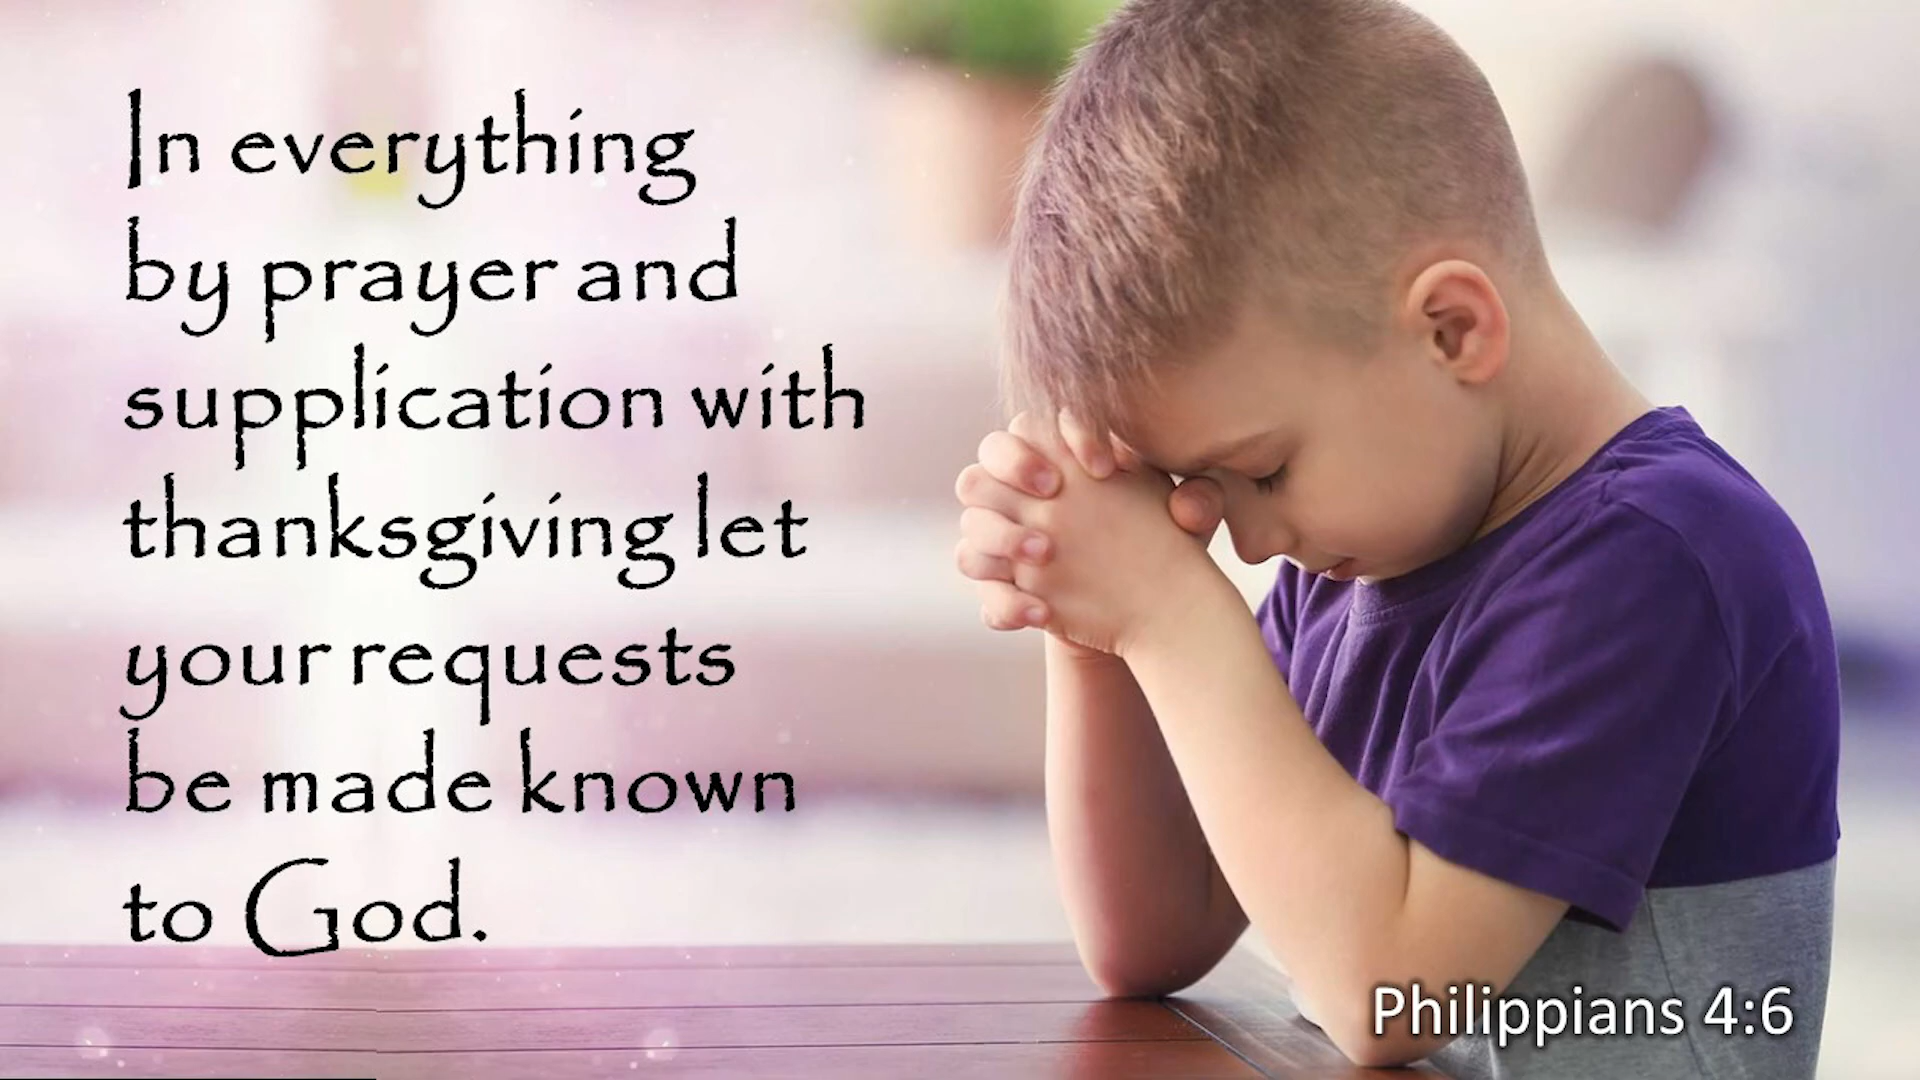 In everything
by prayer and
supplication with
thanksgiving let
your requests
be made known
to God.
Philippians 4:6